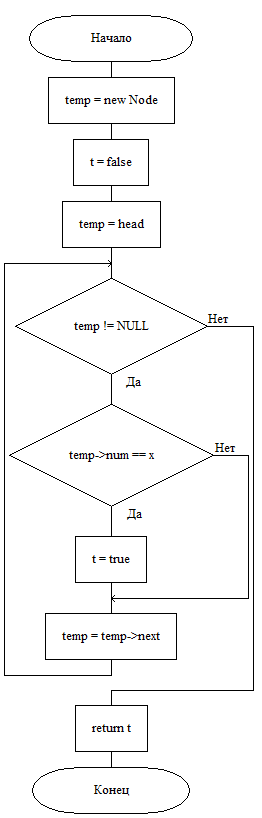 Начало
temp = new Node
t = false
temp = head
temp != NULL
Нет
Да
temp->num == x
Нет
Да
t = true
temp = temp->next
return t
Конец